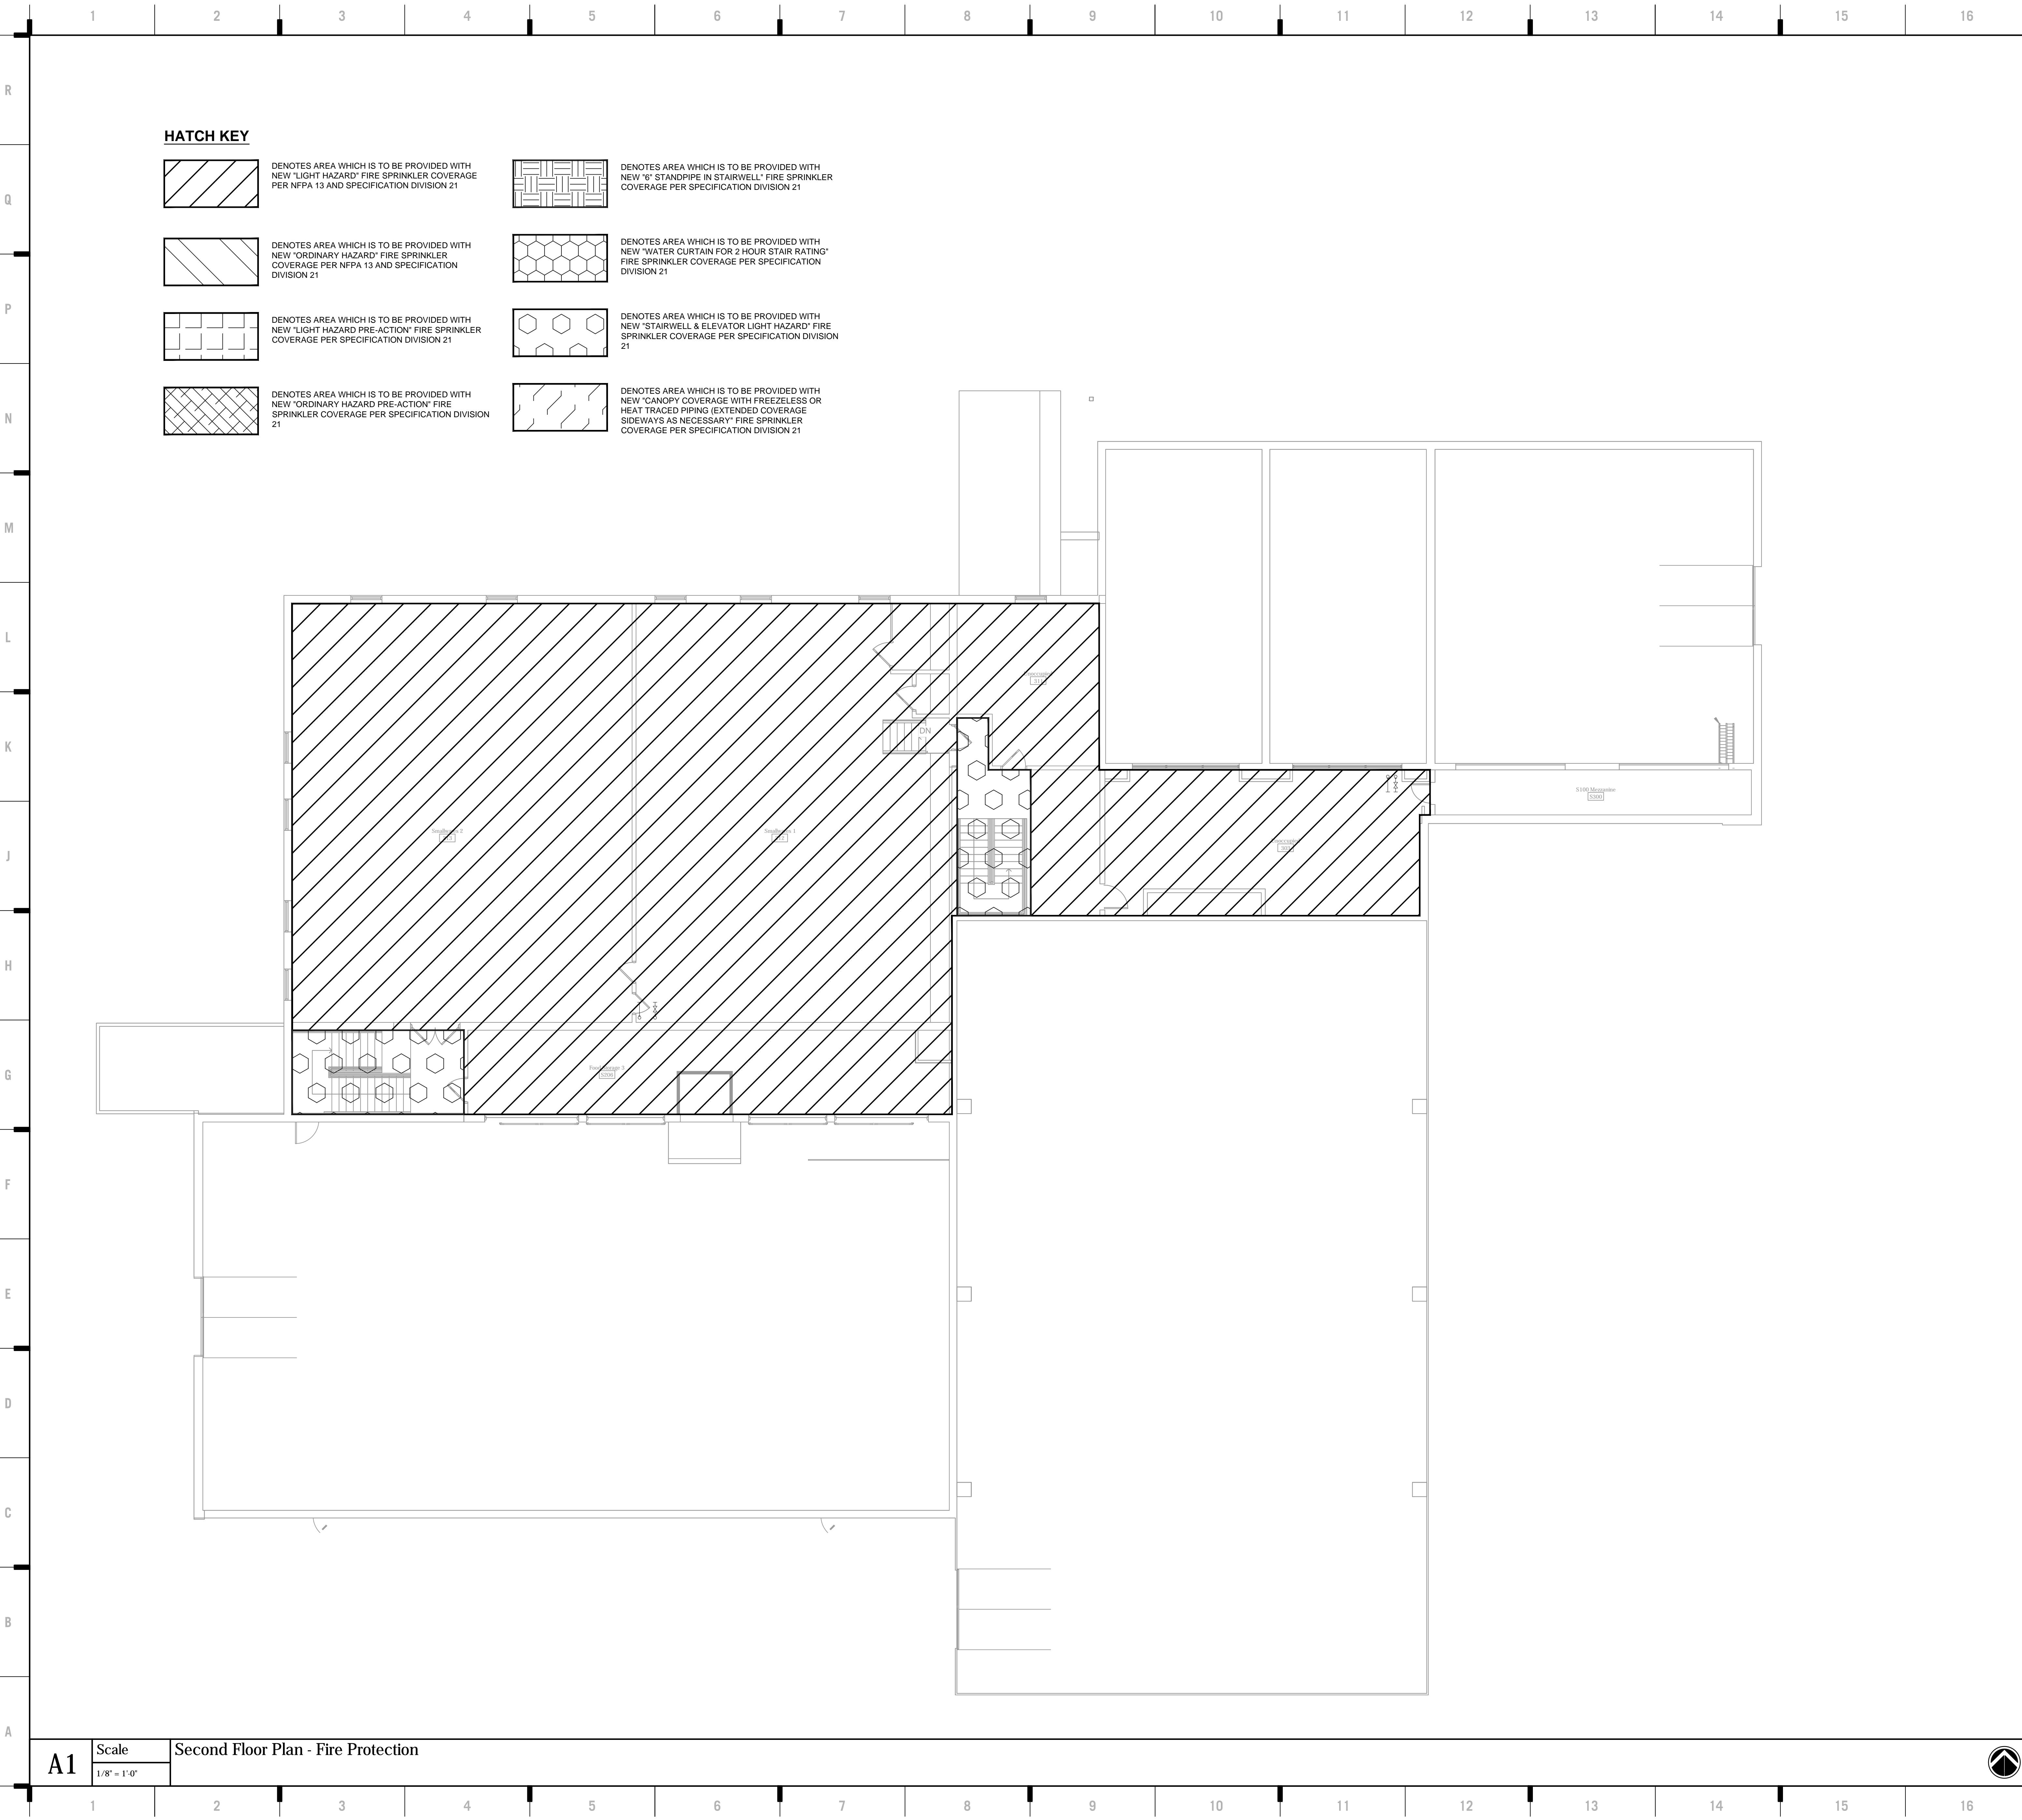 1 2 3 4 5 6 7 8 9 10 11 12 13 14 15 16
R
HATCH KEY
DENOTES AREA WHICH IS TO BE PROVIDED WITH
NEW "LIGHT HAZARD" FIRE SPRINKLER COVERAGE
PER NFPA 13 AND SPECIFICATION DIVISION 21
DENOTES AREA WHICH IS TO BE PROVIDED WITH
NEW "6" STANDPIPE IN STAIRWELL" FIRE SPRINKLER
COVERAGE PER SPECIFICATION DIVISION 21
Q
DENOTES AREA WHICH IS TO BE PROVIDED WITH
NEW "ORDINARY HAZARD" FIRE SPRINKLER
COVERAGE PER NFPA 13 AND SPECIFICATION
DIVISION 21
DENOTES AREA WHICH IS TO BE PROVIDED WITH
NEW "WATER CURTAIN FOR 2 HOUR STAIR RATING"
FIRE SPRINKLER COVERAGE PER SPECIFICATION
DIVISION 21
P
DENOTES AREA WHICH IS TO BE PROVIDED WITH
NEW "LIGHT HAZARD PRE-ACTION" FIRE SPRINKLER
COVERAGE PER SPECIFICATION DIVISION 21
DENOTES AREA WHICH IS TO BE PROVIDED WITH
NEW "STAIRWELL & ELEVATOR LIGHT HAZARD" FIRE
SPRINKLER COVERAGE PER SPECIFICATION DIVISION
21
DENOTES AREA WHICH IS TO BE PROVIDED WITH
NEW "ORDINARY HAZARD PRE-ACTION" FIRE
SPRINKLER COVERAGE PER SPECIFICATION DIVISION
21
DENOTES AREA WHICH IS TO BE PROVIDED WITH
NEW "CANOPY COVERAGE WITH FREEZELESS OR
HEAT TRACED PIPING (EXTENDED COVERAGE
SIDEWAYS AS NECESSARY" FIRE SPRINKLER
COVERAGE PER SPECIFICATION DIVISION 21
N
M
L
K
DN
S100 Mezzanine
S300
J
H
G
F
E
D
C
B
A
A1
Scale
1/8" = 1'-0"
Second Floor Plan - Fire Protection
1 2 3 4 5 6 7 8 9 10 11 12 13 14 15 16